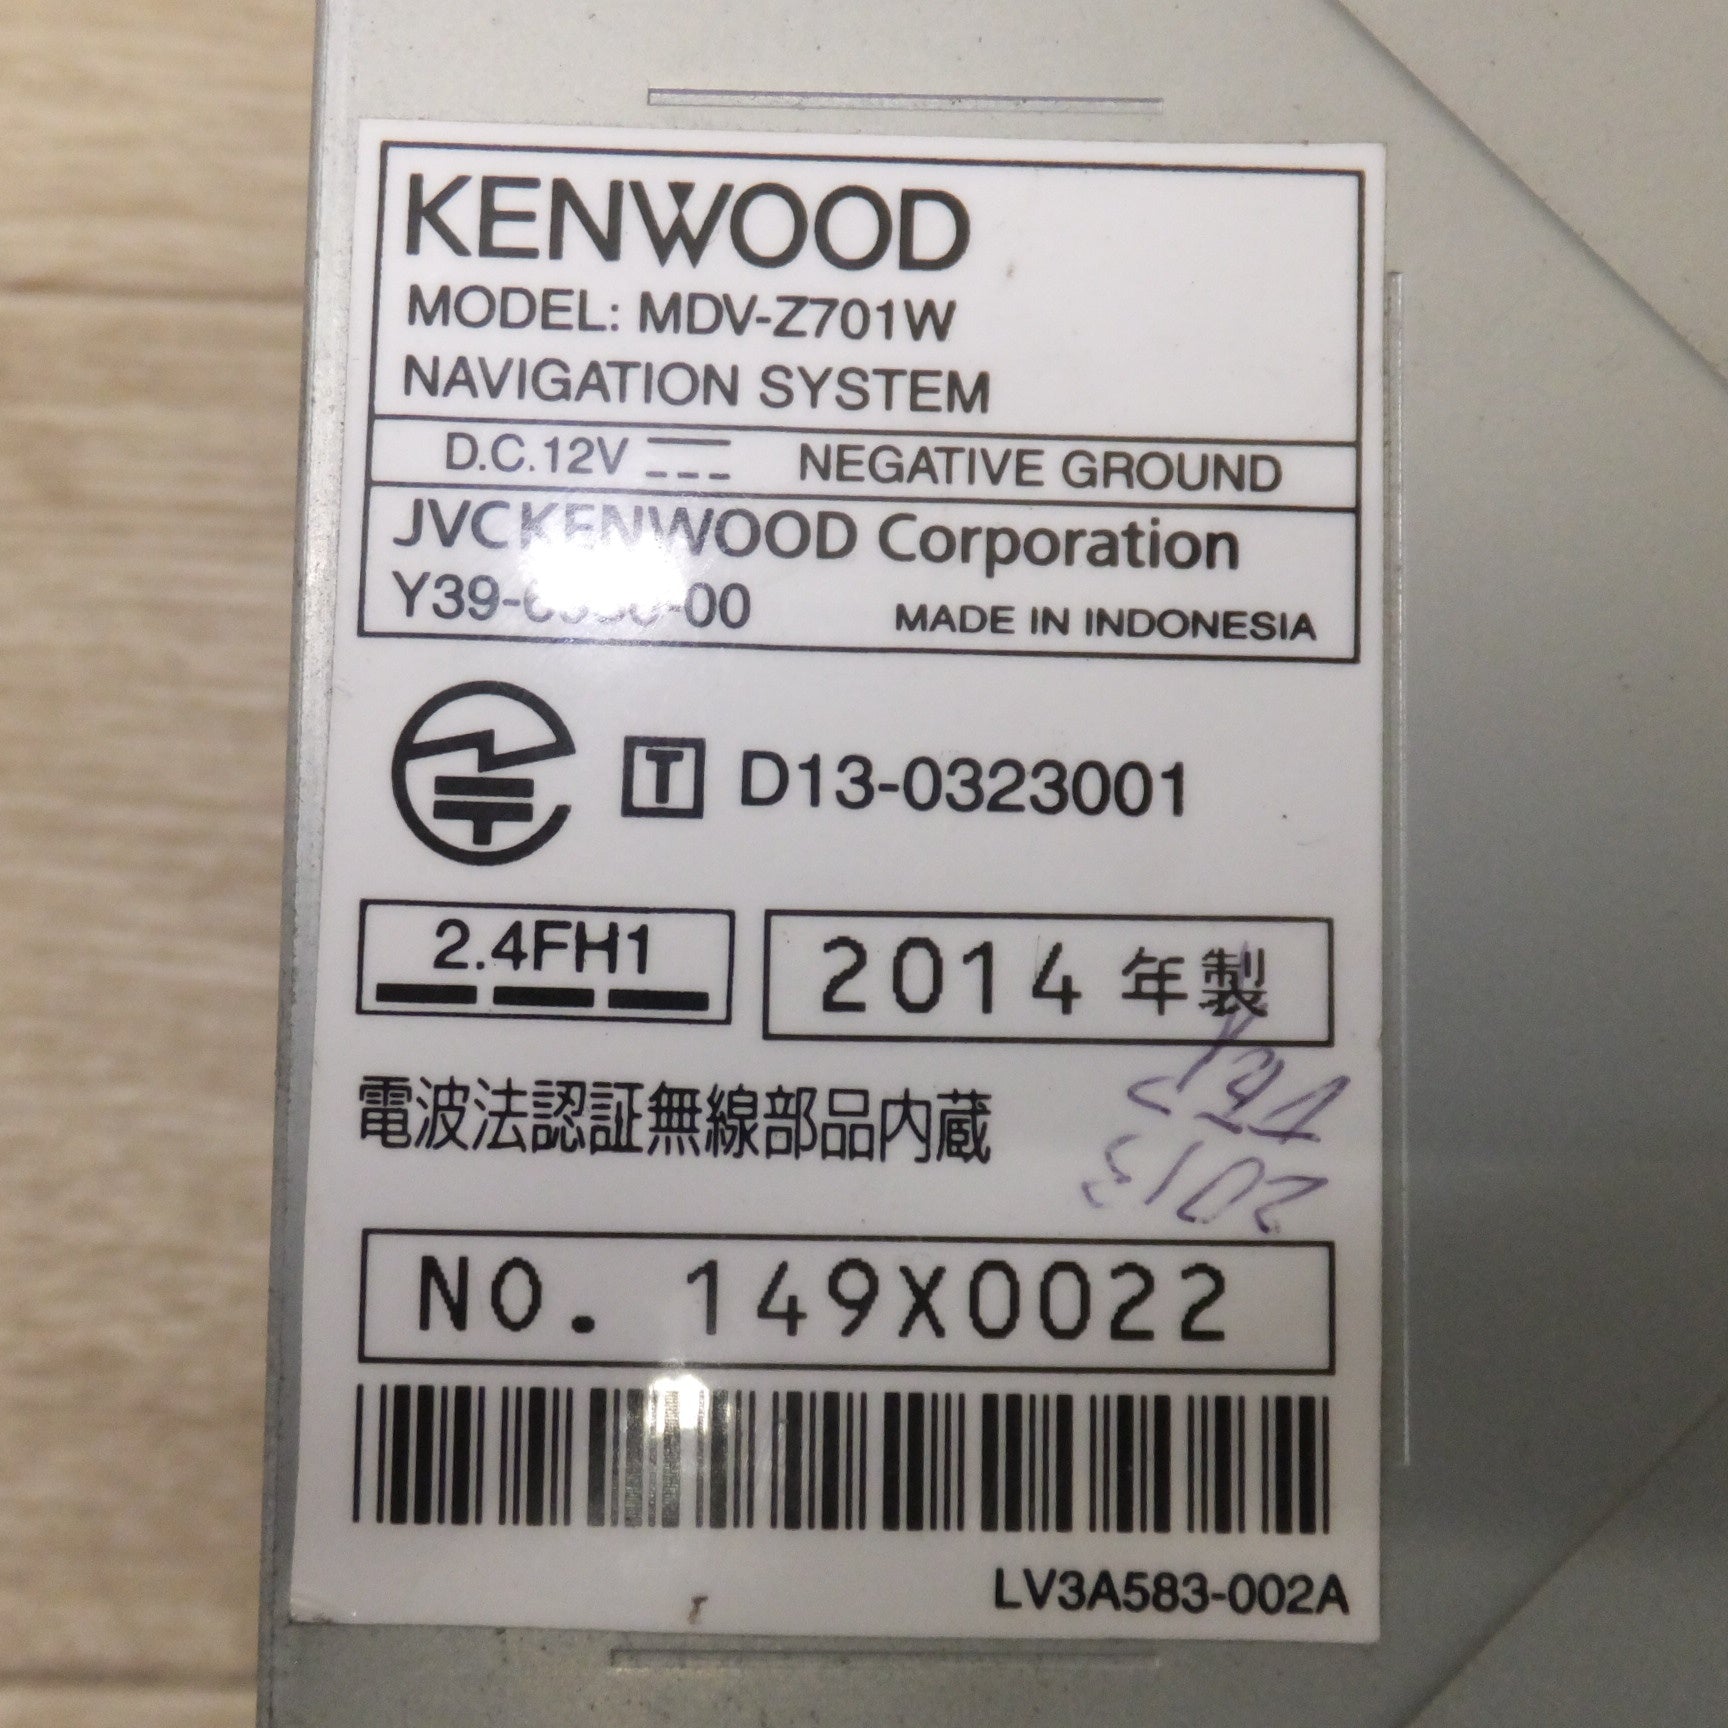 KENWOOD
MODEL: MDV-Z701W
NAVIGATION SYSTEM
D.C.12V NEGATIVE GROUND
JVCKENWOOD Corporation
MADE IN INDONESIA
T D13-0323001
2.4FH1
2014 年製
電波法認証無線部品内蔵
2013
NO. 149X0022
LV3A583-002A